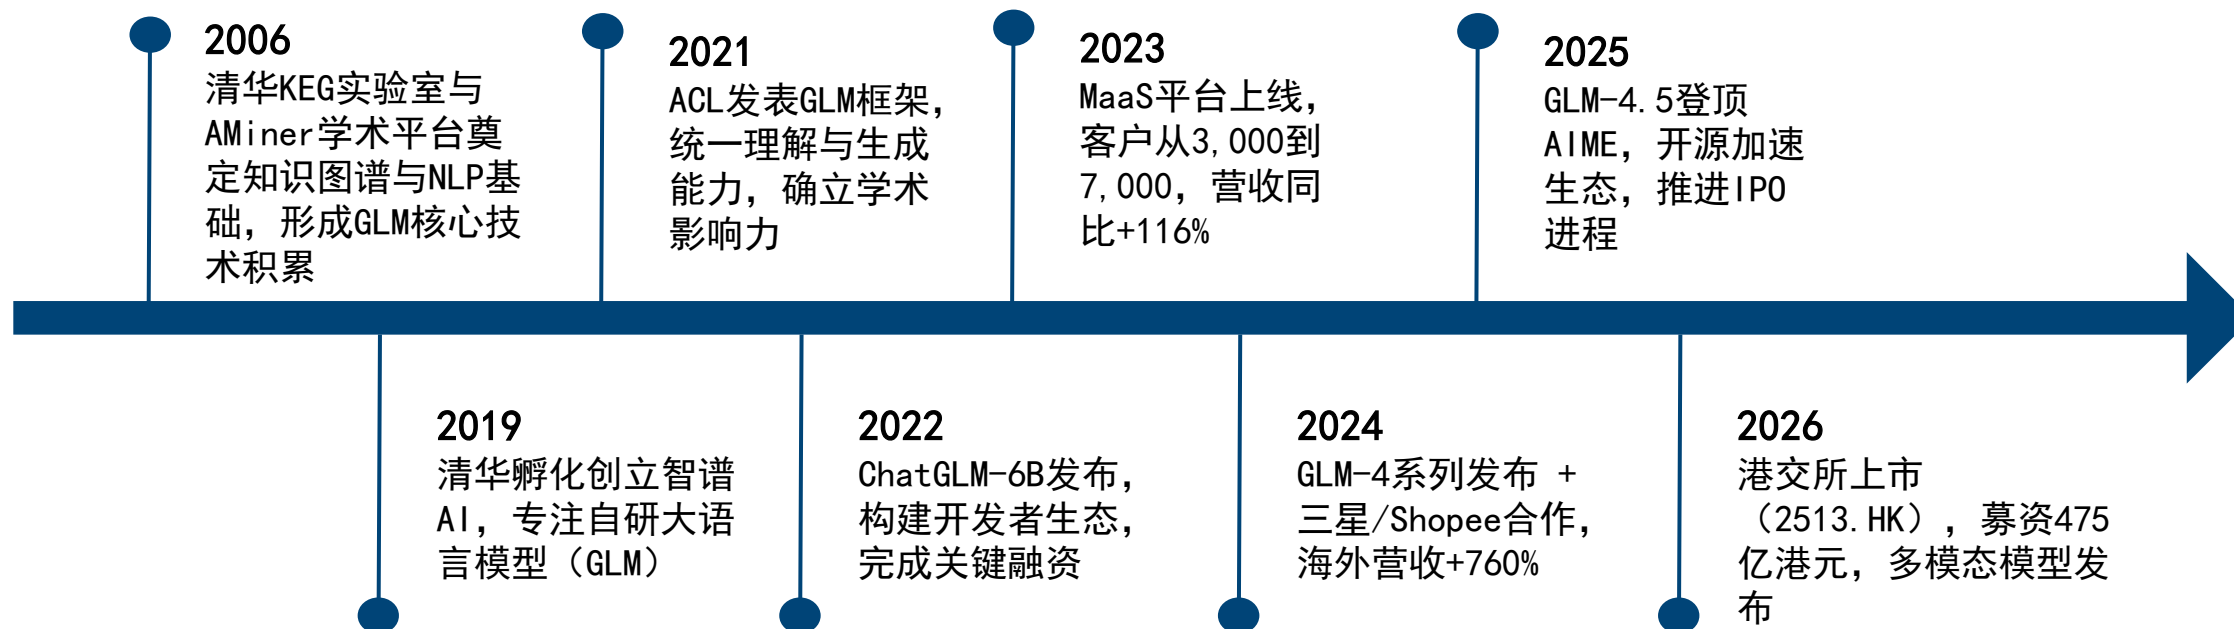 2006
清华KEG实验室与
AMiner学术平台奠
定知识图谱与NLP基
础，形成GLM核心技
术积累
2021
ACL发表GLM框架，
统一理解与生成
能力，确立学术
影响力
2023
MaaS平台上线，
客户从3,000到
7,000，营收同
比+116%
2025
GLM-4.5登顶
AIME，开源加速
生态，推进IPO
进程
2019
清华孵化创立智谱
AI，专注自研大语
言模型（GLM）
2022
ChatGLM-6B发布，
构建开发者生态，
完成关键融资
2024
GLM-4系列发布 +
三星/Shopee合作，
海外营收+760%
2026
港交所上市
（2513.HK），募资475
亿港元，多模态模型发
布